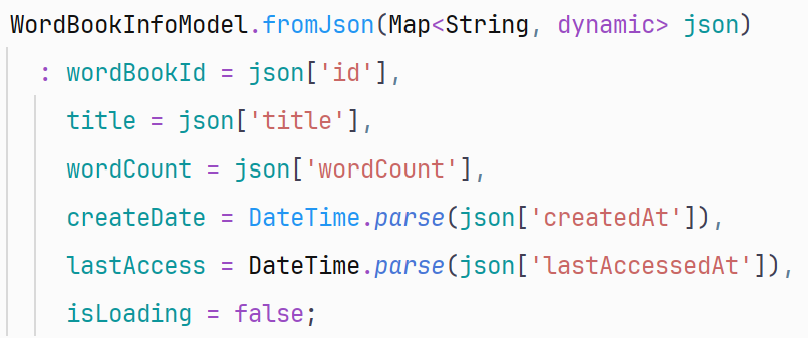 WordBookInfoModel.fromJson(Map<String, dynamic> json)
: wordBookId = json['id'],
title = json['title'],
wordCount = json['wordCount'],
createDate = DateTime.parse(json['createdAt']),
lastAccess = DateTime.parse(json['lastAccessedAt']),
isLoading = false;